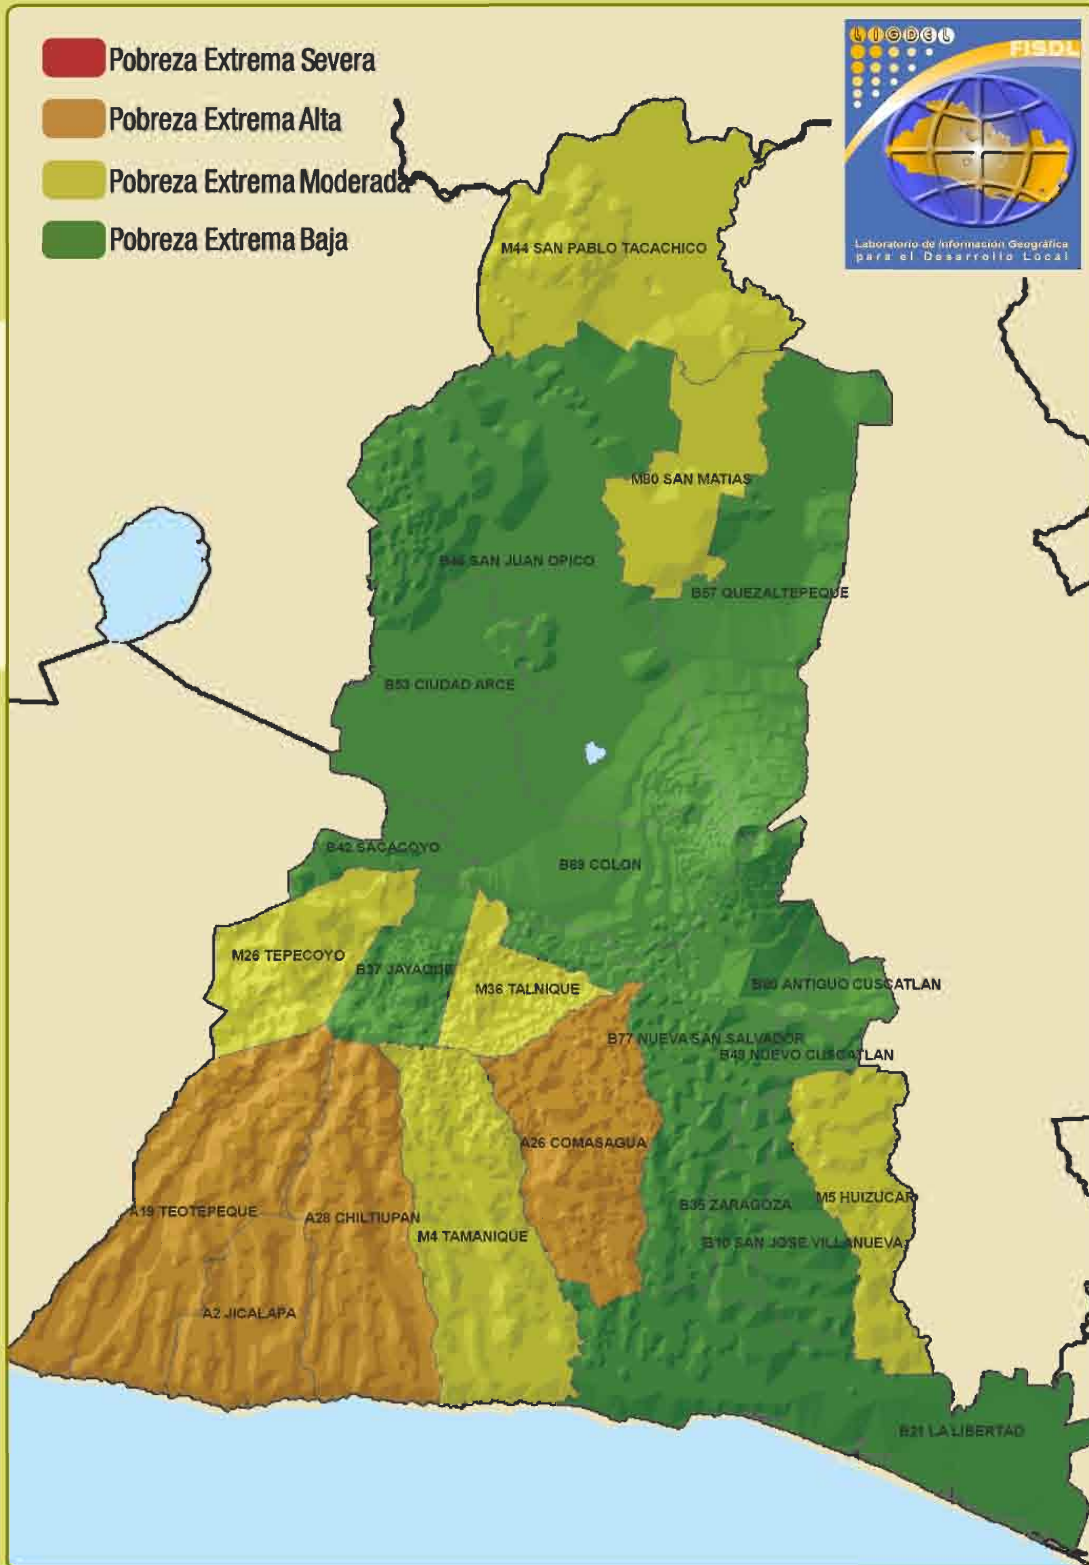 Pobreza Extrema Severa
Pobreza Extrema Alta
Pobreza Extrema Moderada
Pobreza Extrema Baja
LIGDEL
FISDL
Laboratorio de Información Geográfica
para el Desarrollo Local
M44 SAN PABLO TACACHICO
M80 SAN MATIAS
SAN JUAN OPICO
B57 QUEZALTEPEQUE
B53 CIUDAD ARCE
B42 SACACOYO
B69 COLON
M26 TEPECOYO
B37 JAYAQUE
M36 TALNIQUE
ANTIGUO CUSCATLAN
B77 NUEVA SAN SALVADOR
B49 NUEVO CUSCATLAN
A26 COMASAGUA
M5 HUIZUCAR
B35 ZARAGOZA
A19 TEOTEPEQUE
A28 CHILTIUPAN
M4 TAMANIQUE
B10 SAN JOSE VILLANUEVA
A2 JICALAPA
B21 LA LIBERTAD